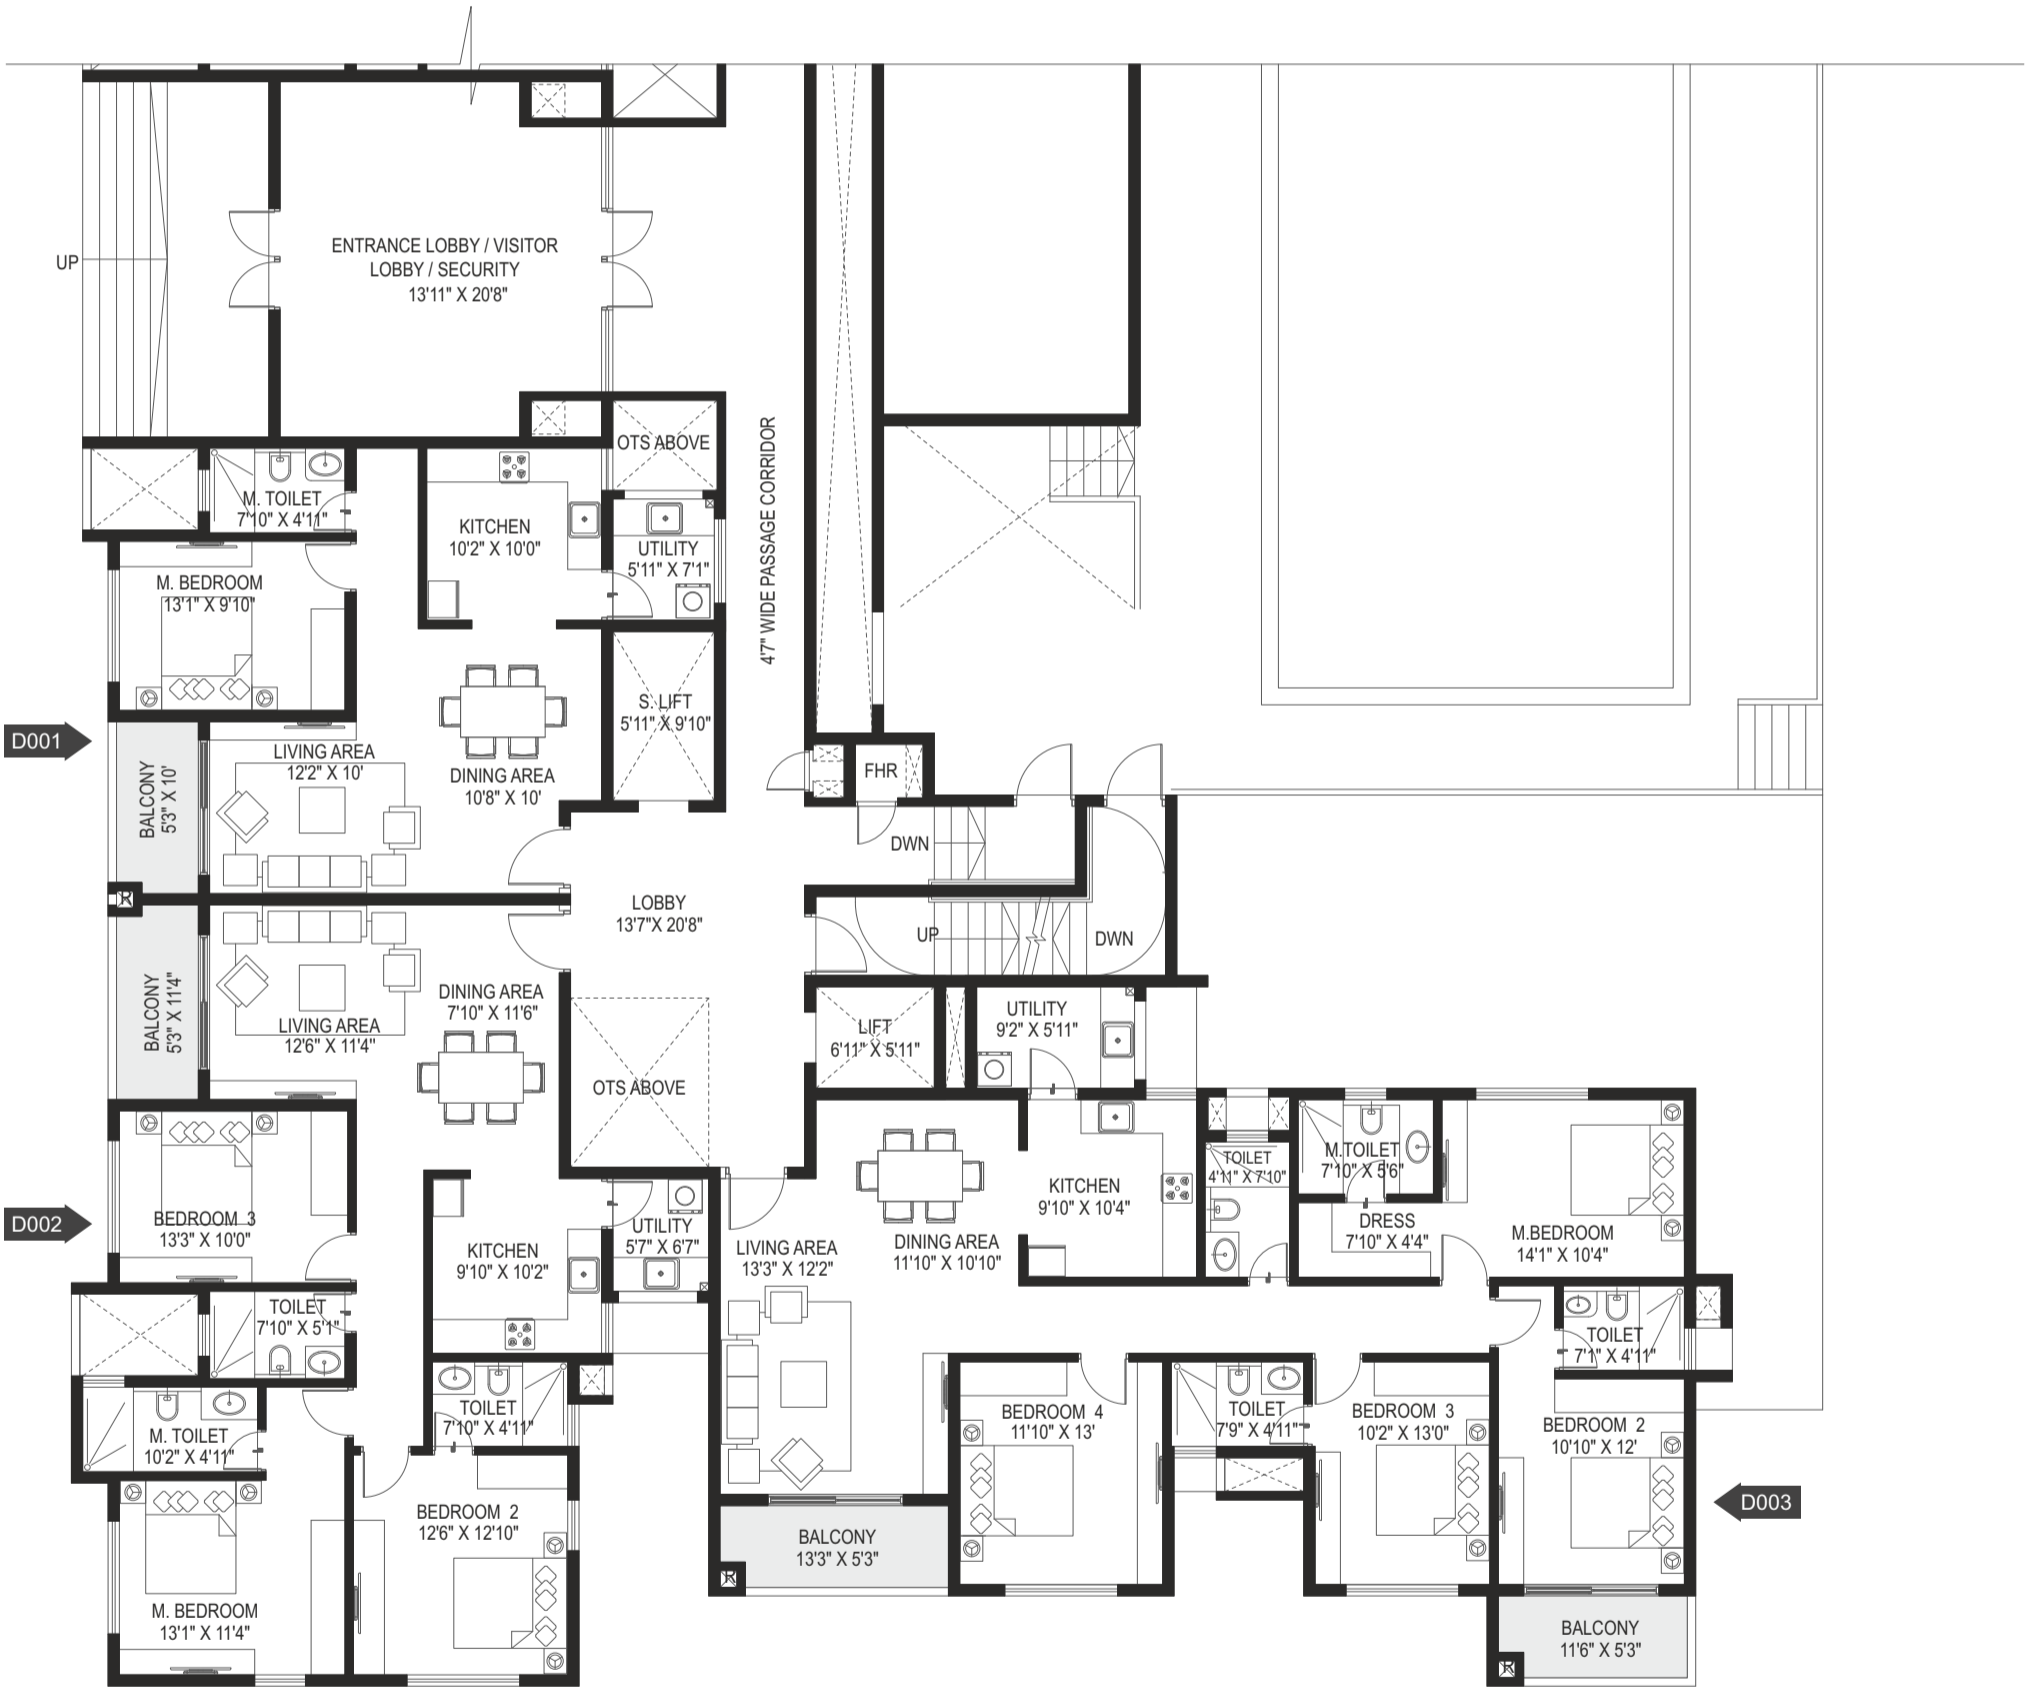 UP
ENTRANCE LOBBY / VISITOR
LOBBY / SECURITY
13'11" X 20'8"
OTS ABOVE
4'7" WIDE PASSAGE CORRIDOR
M. TOILET
7'10" X 4'11"
KITCHEN
10'2" X 10'0"
UTILITY
5'11" X 7'1"
M. BEDROOM
13'1" X 9'10"
S. LIFT
5'11" X 9'10"
D001
LIVING AREA
12'2" X 10'
DINING AREA
10'8" X 10'
BALCONY
5'3" X 10'
FHR
DWN
R
LOBBY
13'7"X 20'8"
UP
DWN
BALCONY
5'3" X 11'4"
LIVING AREA
12'6" X 11'4"
DINING AREA
7'10" X 11'6"
OTS ABOVE
LIFT
6'11" X 5'11"
UTILITY
9'2" X 5'11"
D002
BEDROOM 3
13'3" X 10'0"
KITCHEN
9'10" X 10'2"
UTILITY
5'7" X 6'7"
LIVING AREA
13'3" X 12'2"
DINING AREA
11'10" X 10'10"
KITCHEN
9'10" X 10'4"
TOILET
4'11" X 7'10"
M.TOILET
7'10" X 5'6"
DRESS
7'10" X 4'4"
M.BEDROOM
14'1" X 10'4"
TOILET
7'10" X 5'1"
TOILET
7'1" X 4'11"
M. TOILET
10'2" X 4'11"
TOILET
7'10" X 4'11"
BEDROOM 4
11'10" X 13'
TOILET
7'9" X 4'11"
BEDROOM 3
10'2" X 13'0"
BEDROOM 2
10'10" X 12'
D003
BEDROOM 2
12'6" X 12'10"
BALCONY
13'3" X 5'3"
R
M. BEDROOM
13'1" X 11'4"
BALCONY
11'6" X 5'3"
R